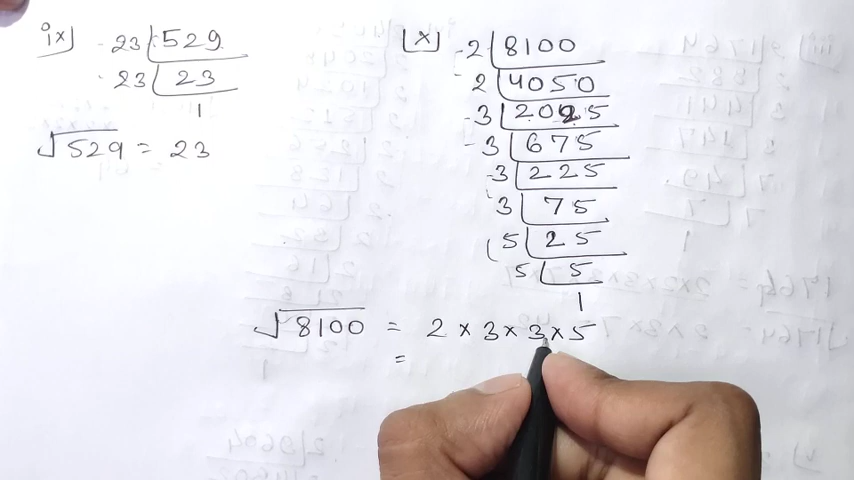 ix) 23 | 529
23 | 23
1
√529 = 23
(x) 2 | 8100
2 | 4050
3 | 2025
3 | 675
3 | 225
3 | 75
5 | 25
5 | 5
1
√8100 = 2 × 3 × 3 × 5
=